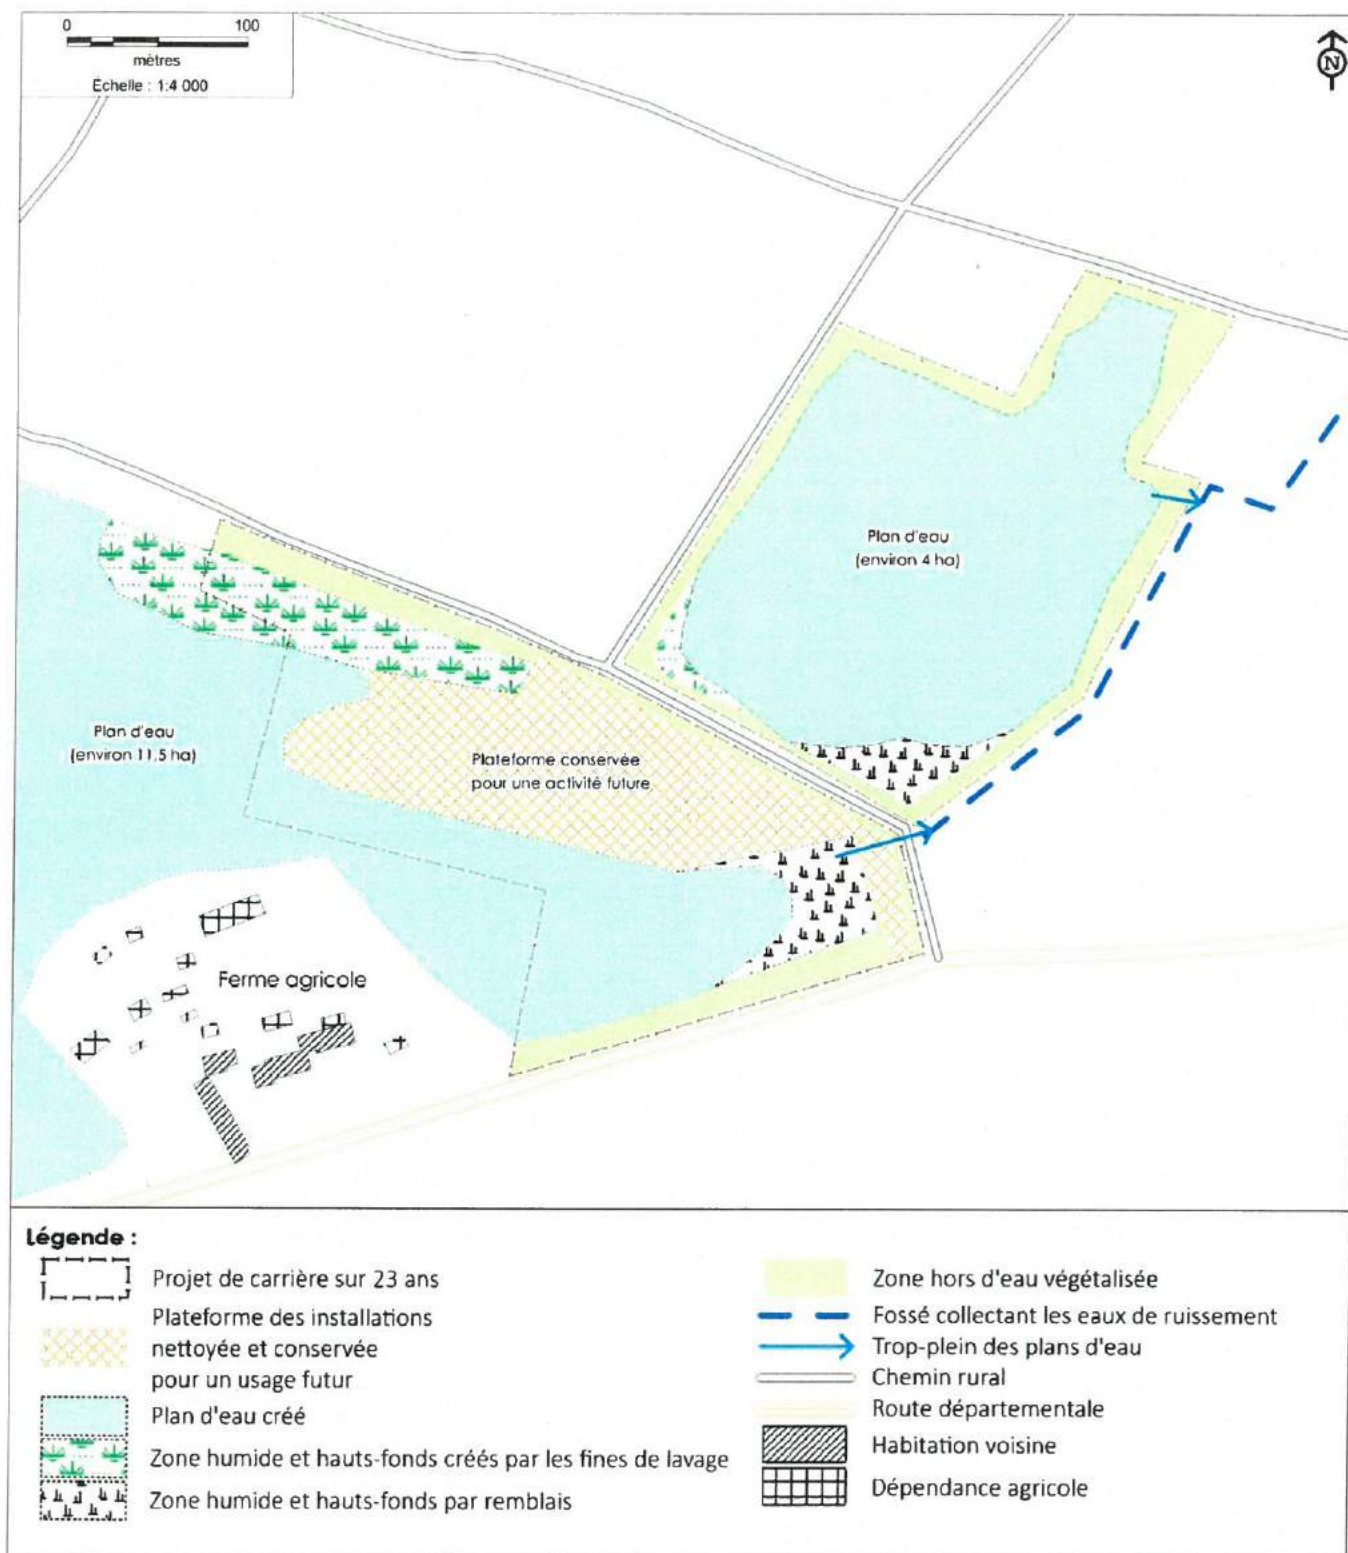 0 100
mètres
Échelle : 1:4 000
N
Plan d'eau
(environ 4 ha)
Plan d'eau
(environ 11,5 ha)
Plateforme conservée
pour une activité future
Ferme agricole
Légende :
Projet de carrière sur 23 ans
Plateforme des installations
nettoyée et conservée
pour un usage futur
Plan d'eau créé
Zone humide et hauts-fonds créés par les fines de lavage
Zone humide et hauts-fonds par remblais
Zone hors d'eau végétalisée
Fossé collectant les eaux de ruissement
Trop-plein des plans d'eau
Chemin rural
Route départementale
Habitation voisine
Dépendance agricole